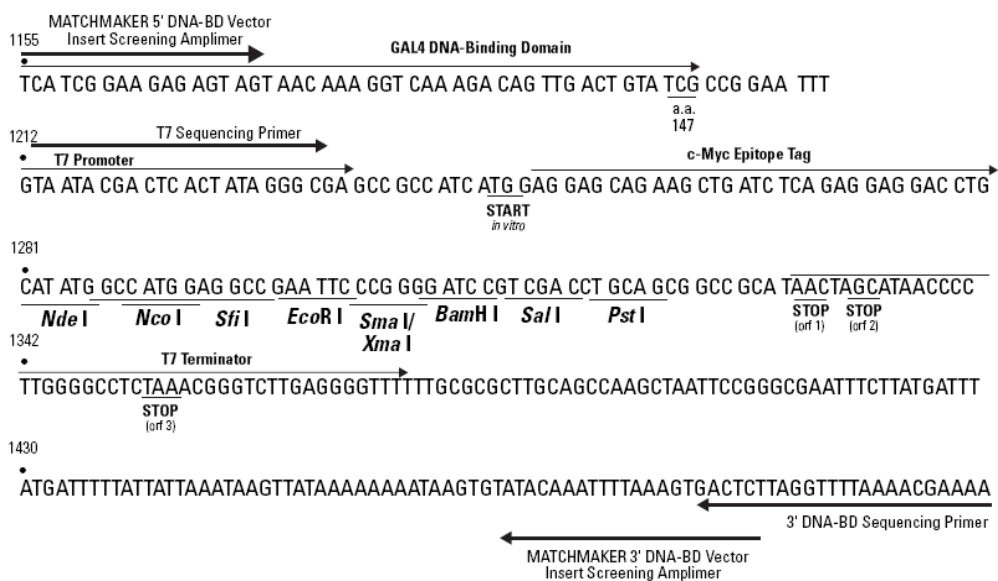 MATCHMAKER 5' DNA-BD Vector
Insert Screening Amplimer
1155
GAL4 DNA-Binding Domain
TCA TCG GAA GAG AGT AGT AAC AAA GGT CAA AGA CAG TTG ACT GTA TCG CCG GAA TTT
a.a.
147
1212
T7 Sequencing Primer
T7 Promoter
c-Myc Epitope Tag
GTA ATA CGA CTC ACT ATA GGG CGA GCC GCC ATC ATG GAG GAG CAG AAG CTG ATC TCA GAG GAG GAC CTG
START
in vitro
1281
CAT ATG GCC ATG GAG GCC GAA TTC CCG GGG ATC CGT CGA CCT GCA GCG GCC GCA TAACTAGCATAACCCC
Nde I Nco I Sfi I EcoR I Sma I/ BamH I Sal I Pst I
Xma I
STOP STOP
(orf 1) (orf 2)
1342
T7 Terminator
TTGGGGCCTCTAAACGGGTCTTGAGGGGTTTTTTGCGCGCTTGCAGCCAAGCTAATTCCGGGCGAATTTCTTATGATTT
STOP
(orf 3)
1430
ATGATTTTTATTATTAAATAAGTTATAAAAAAAATAAGTGTATACAAATTTTAAAGTGACTCTTAGGTTTTAAAACGAAAA
3' DNA-BD Sequencing Primer
MATCHMAKER 3' DNA-BD Vector
Insert Screening Amplimer